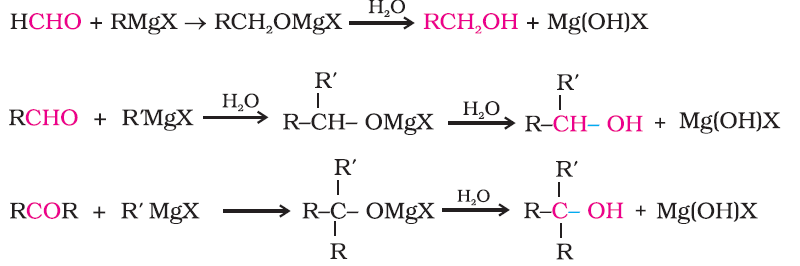 HCHO + RMgX → RCH₂OMgX H₂O→ RCH₂OH + Mg(OH)X
R′ R′
RCHO + R′MgX H₂O→ R–CH– OMgX H₂O→ R–CH– OH + Mg(OH)X
R′ R′
RCOR + R′ MgX → R–C– OMgX H₂O→ R–C– OH + Mg(OH)X
R R